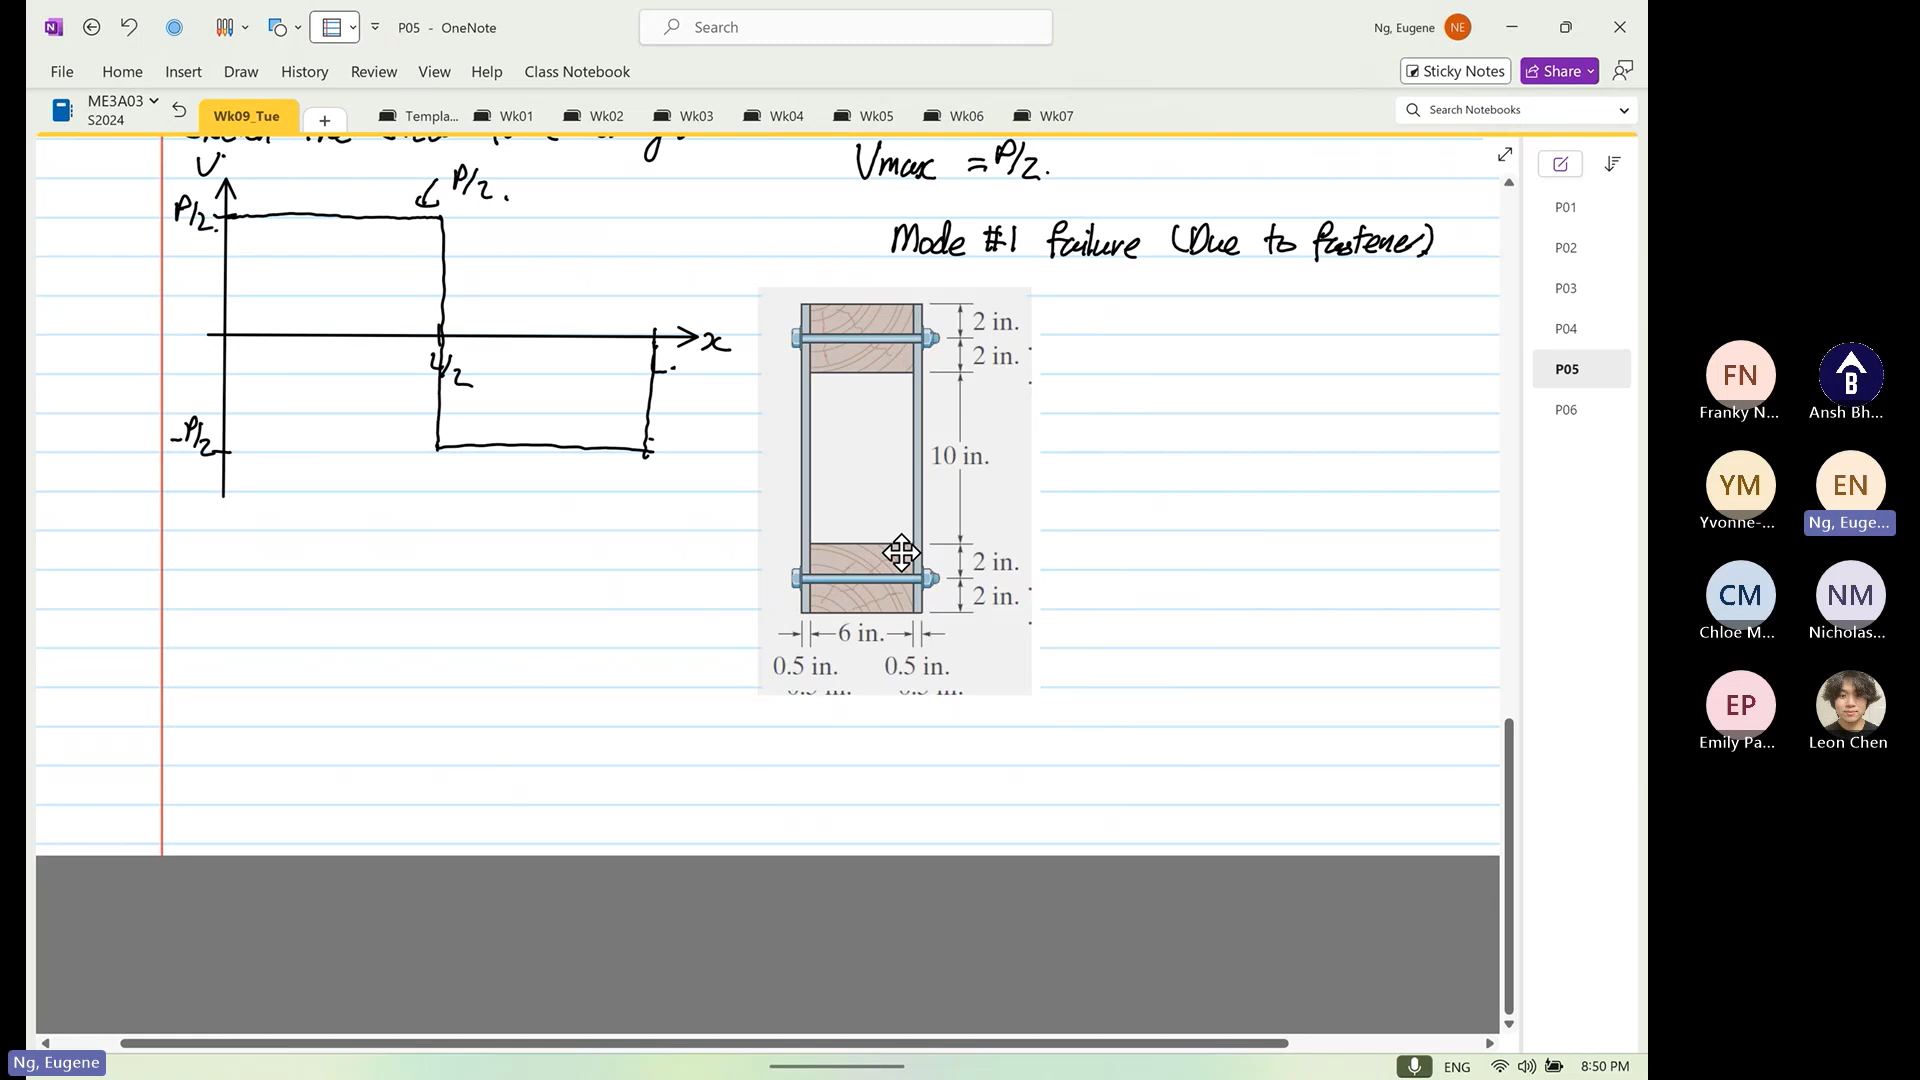 P05 - OneNote
Search
Ng, Eugene
NE
File Home Insert Draw History Review View Help Class Notebook
Sticky Notes
Share
ME3A03
S2024
Wk09_Tue
Templa...
Wk01
Wk02
Wk03
Wk04
Wk05
Wk06
Wk07
Search Notebooks
V
P/2.
P/2.
L/2
L.
x
-P/2
Vmax = P/2.
Mode #1 failure (Due to fastener)
2 in.
2 in.
10 in.
2 in.
2 in.
6 in.
0.5 in. 0.5 in.
P01
P02
P03
P04
P05
P06
FN
Franky N...
B
Ansh Bh...
YM
Yvonne-...
EN
Ng, Euge...
CM
Chloe M...
NM
Nicholas...
EP
Emily Pa...
Leon Chen
Ng, Eugene
ENG
8:50 PM